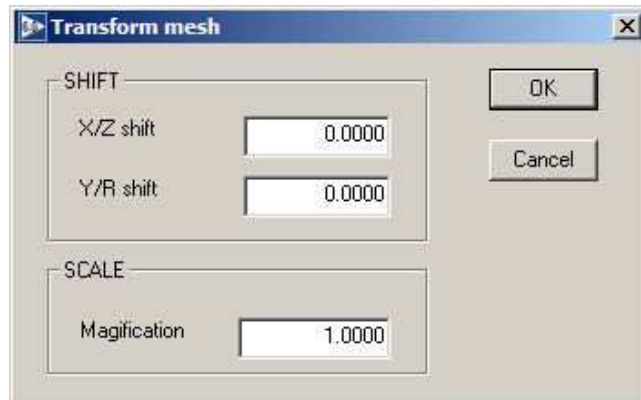 Transform mesh
SHIFT
X/Z shift 0.0000
Y/R shift 0.0000
SCALE
Magification 1.0000
OK
Cancel